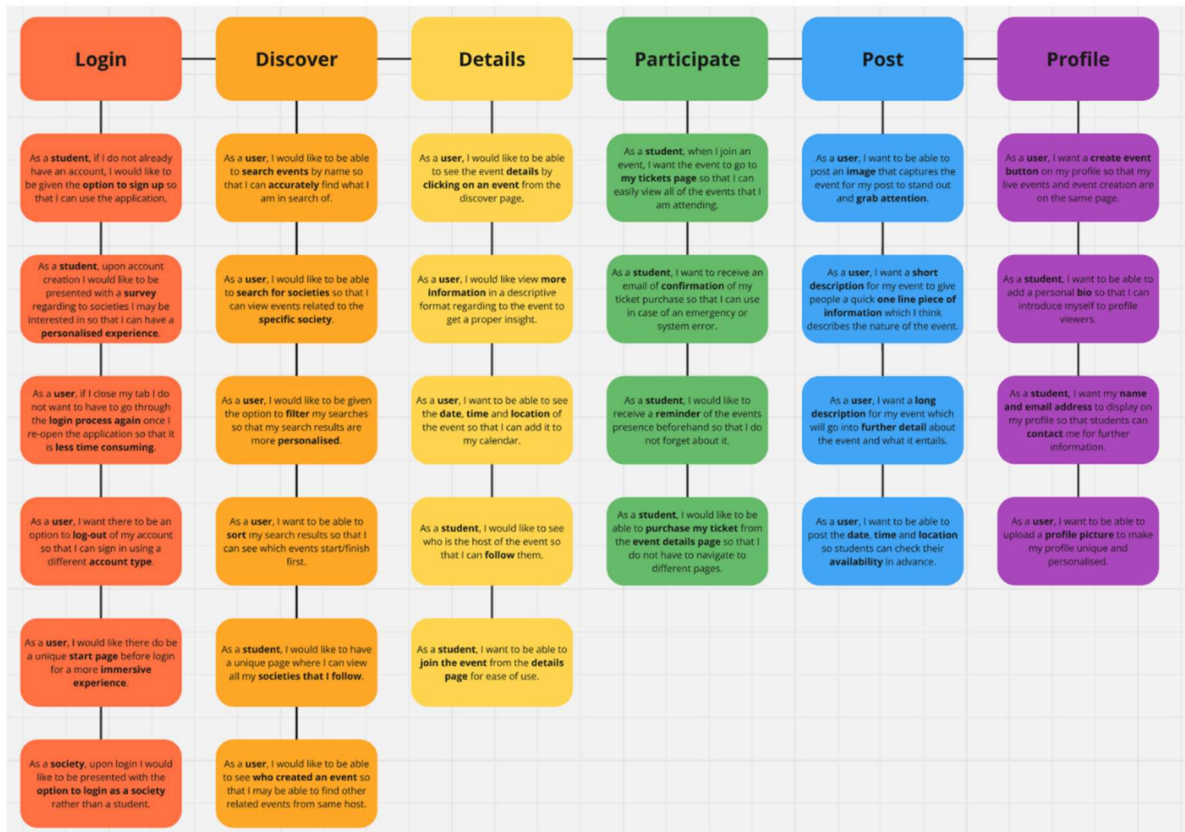 Login
Discover
Details
Participate
Post
Profile
As a student, if I do not already
have an account, I would like to
be given the option to sign up so
that I can use the application.
As a student, upon account
creation I would like to be
presented with a survey
regarding to societies I may be
interested in so that I can have a
personalised experience.
As a user, if I close my tab I do
not want to have to go through
the login process again once I
re-open the application so that it
is less time consuming.
As a user, I want there to be an
option to log-out of my account
so that I can sign in using a
different account type.
As a user, I would like there do be
a unique start page before login
for a more immersive
experience.
As a society, upon login I would
like to be presented with the
option to login as a society
rather than a student.
As a user, I would like to be able
to search events by name so
that I can accurately find what I
am in search of.
As a user, I would like to be able
to search for societies so that I
can view events related to the
specific society.
As a user, I would like to be given
the option to filter my searches
so that my search results are
more personalised.
As a user, I want to be able to
sort my search results so that I
can see which events start/finish
first.
As a student, I would like to have
a unique page where I can view
all my societies that I follow.
As a user, I would like to be able
to see who created an event so
that I may be able to find other
related events from same host.
As a user, I would like to be able
to see the event details by
clicking on an event from the
discover page.
As a user, I would like view more
information in a descriptive
format regarding to the event to
get a proper insight.
As a user, I want to be able to see
the date, time and location of
the event so that I can add it to
my calendar.
As a student, I would like to see
who is the host of the event so
that I can follow them.
As a student, I want to be able to
join the event from the details
page for ease of use.
As a student, when I join an
event, I want the event to go to
my tickets page so that I can
easily view all of the events that I
am attending.
As a student, I want to receive an
email of confirmation of my
ticket purchase so that I can use
in case of an emergency or
system error.
As a student, I would like to
receive a reminder of the events
presence beforehand so that I do
not forget about it.
As a student, I would like to be
able to purchase my ticket from
the event details page so that I
do not have to navigate to
different pages.
As a user, I want to be able to
post an image that captures the
event for my post to stand out
and grab attention.
As a user, I want a short
description for my event to give
people a quick one line piece of
information which I think
describes the nature of the event.
As a user, I want a long
description for my event which
will go into further detail about
the event and what it entails.
As a user, I want to be able to
post the date, time and location
so students can check their
availability in advance.
As a user, I want a create event
button on my profile so that my
live events and event creation are
on the same page.
As a student, I want to be able to
add a personal bio so that I can
introduce myself to profile
viewers.
As a student, I want my name
and email address to display on
my profile so that students can
contact me for further
information.
As a user, I want to be able to
upload a profile picture to make
my profile unique and
personalised.